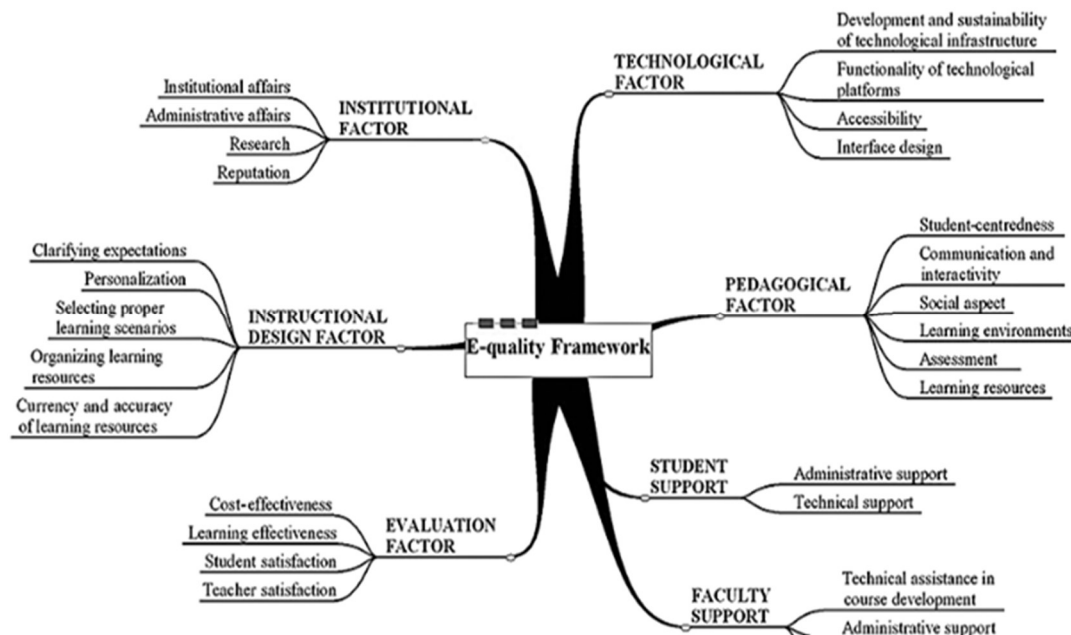 Institutional affairs
Administrative affairs
Research
Reputation
INSTITUTIONAL
FACTOR
TECHNOLOGICAL
FACTOR
Development and sustainability
of technological infrastructure
Functionality of technological
platforms
Accessibility
Interface design
Clarifying expectations
Personalization
Selecting proper
learning scenarios
Organizing learning
resources
Currency and accuracy
of learning resources
INSTRUCTIONAL
DESIGN FACTOR
E-quality Framework
PEDAGOGICAL
FACTOR
Student-centredness
Communication and
interactivity
Social aspect
Learning environments
Assessment
Learning resources
Cost-effectiveness
Learning effectiveness
Student satisfaction
Teacher satisfaction
EVALUATION
FACTOR
STUDENT
SUPPORT
Administrative support
Technical support
FACULTY
SUPPORT
Technical assistance in
course development
Administrative support